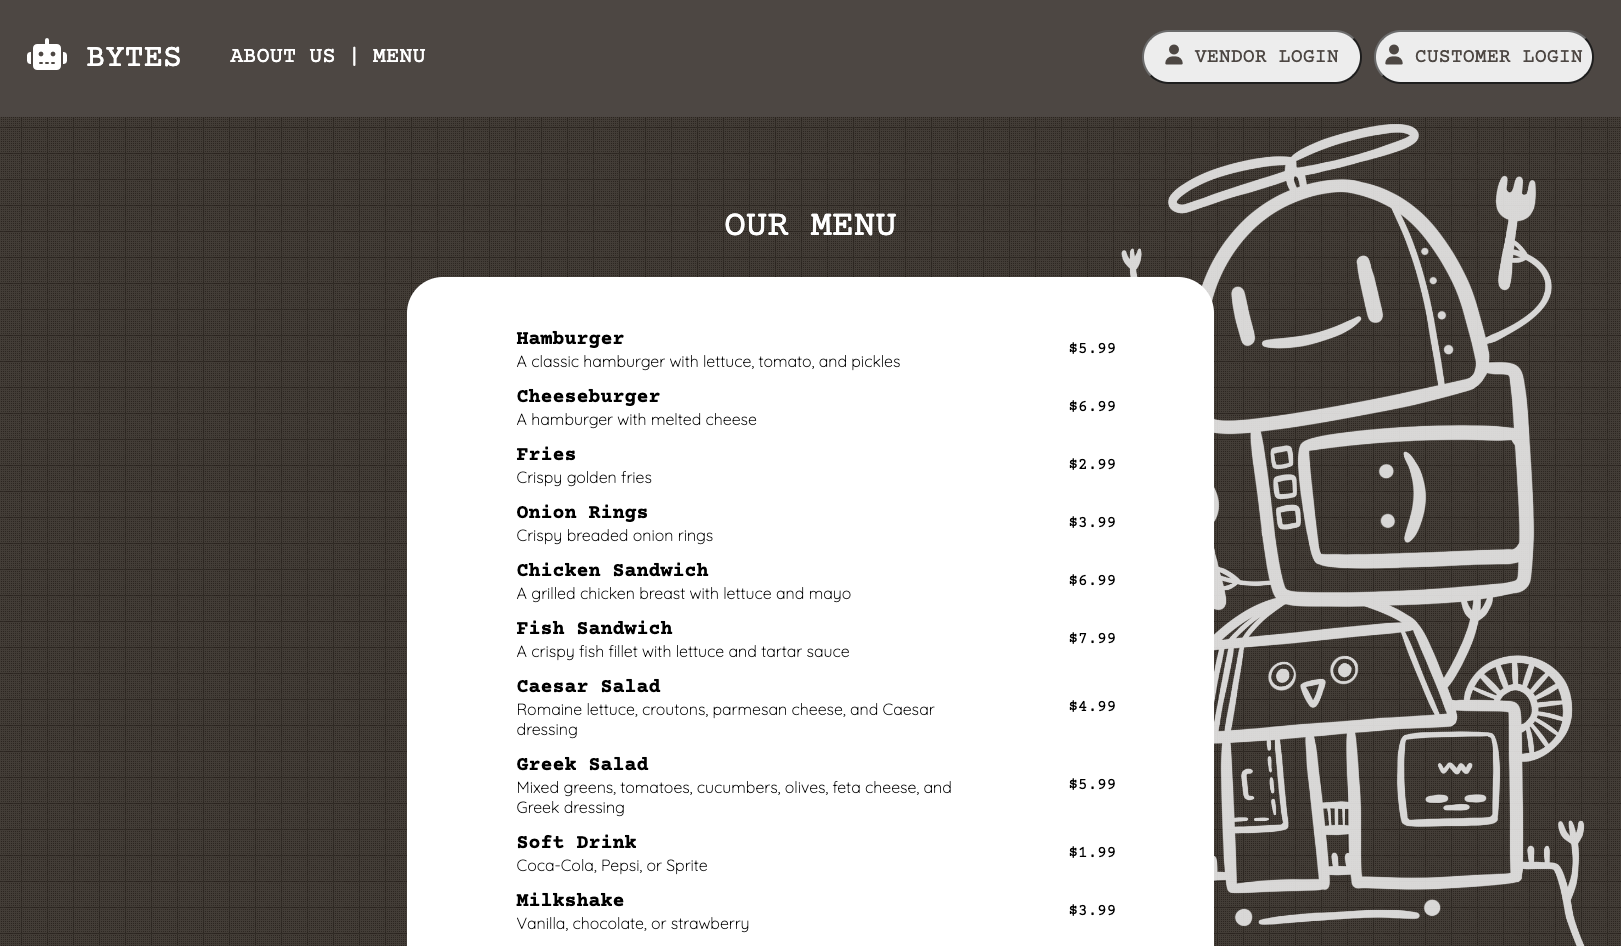 BYTES
ABOUT US | MENU
VENDOR LOGIN
CUSTOMER LOGIN
OUR MENU
Hamburger
A classic hamburger with lettuce, tomato, and pickles
$5.99
Cheeseburger
A hamburger with melted cheese
$6.99
Fries
Crispy golden fries
$2.99
Onion Rings
Crispy breaded onion rings
$3.99
Chicken Sandwich
A grilled chicken breast with lettuce and mayo
$6.99
Fish Sandwich
A crispy fish fillet with lettuce and tartar sauce
$7.99
Caesar Salad
Romaine lettuce, croutons, parmesan cheese, and Caesar
dressing
$4.99
Greek Salad
Mixed greens, tomatoes, cucumbers, olives, feta cheese, and
Greek dressing
$5.99
Soft Drink
Coca-Cola, Pepsi, or Sprite
$1.99
Milkshake
Vanilla, chocolate, or strawberry
$3.99